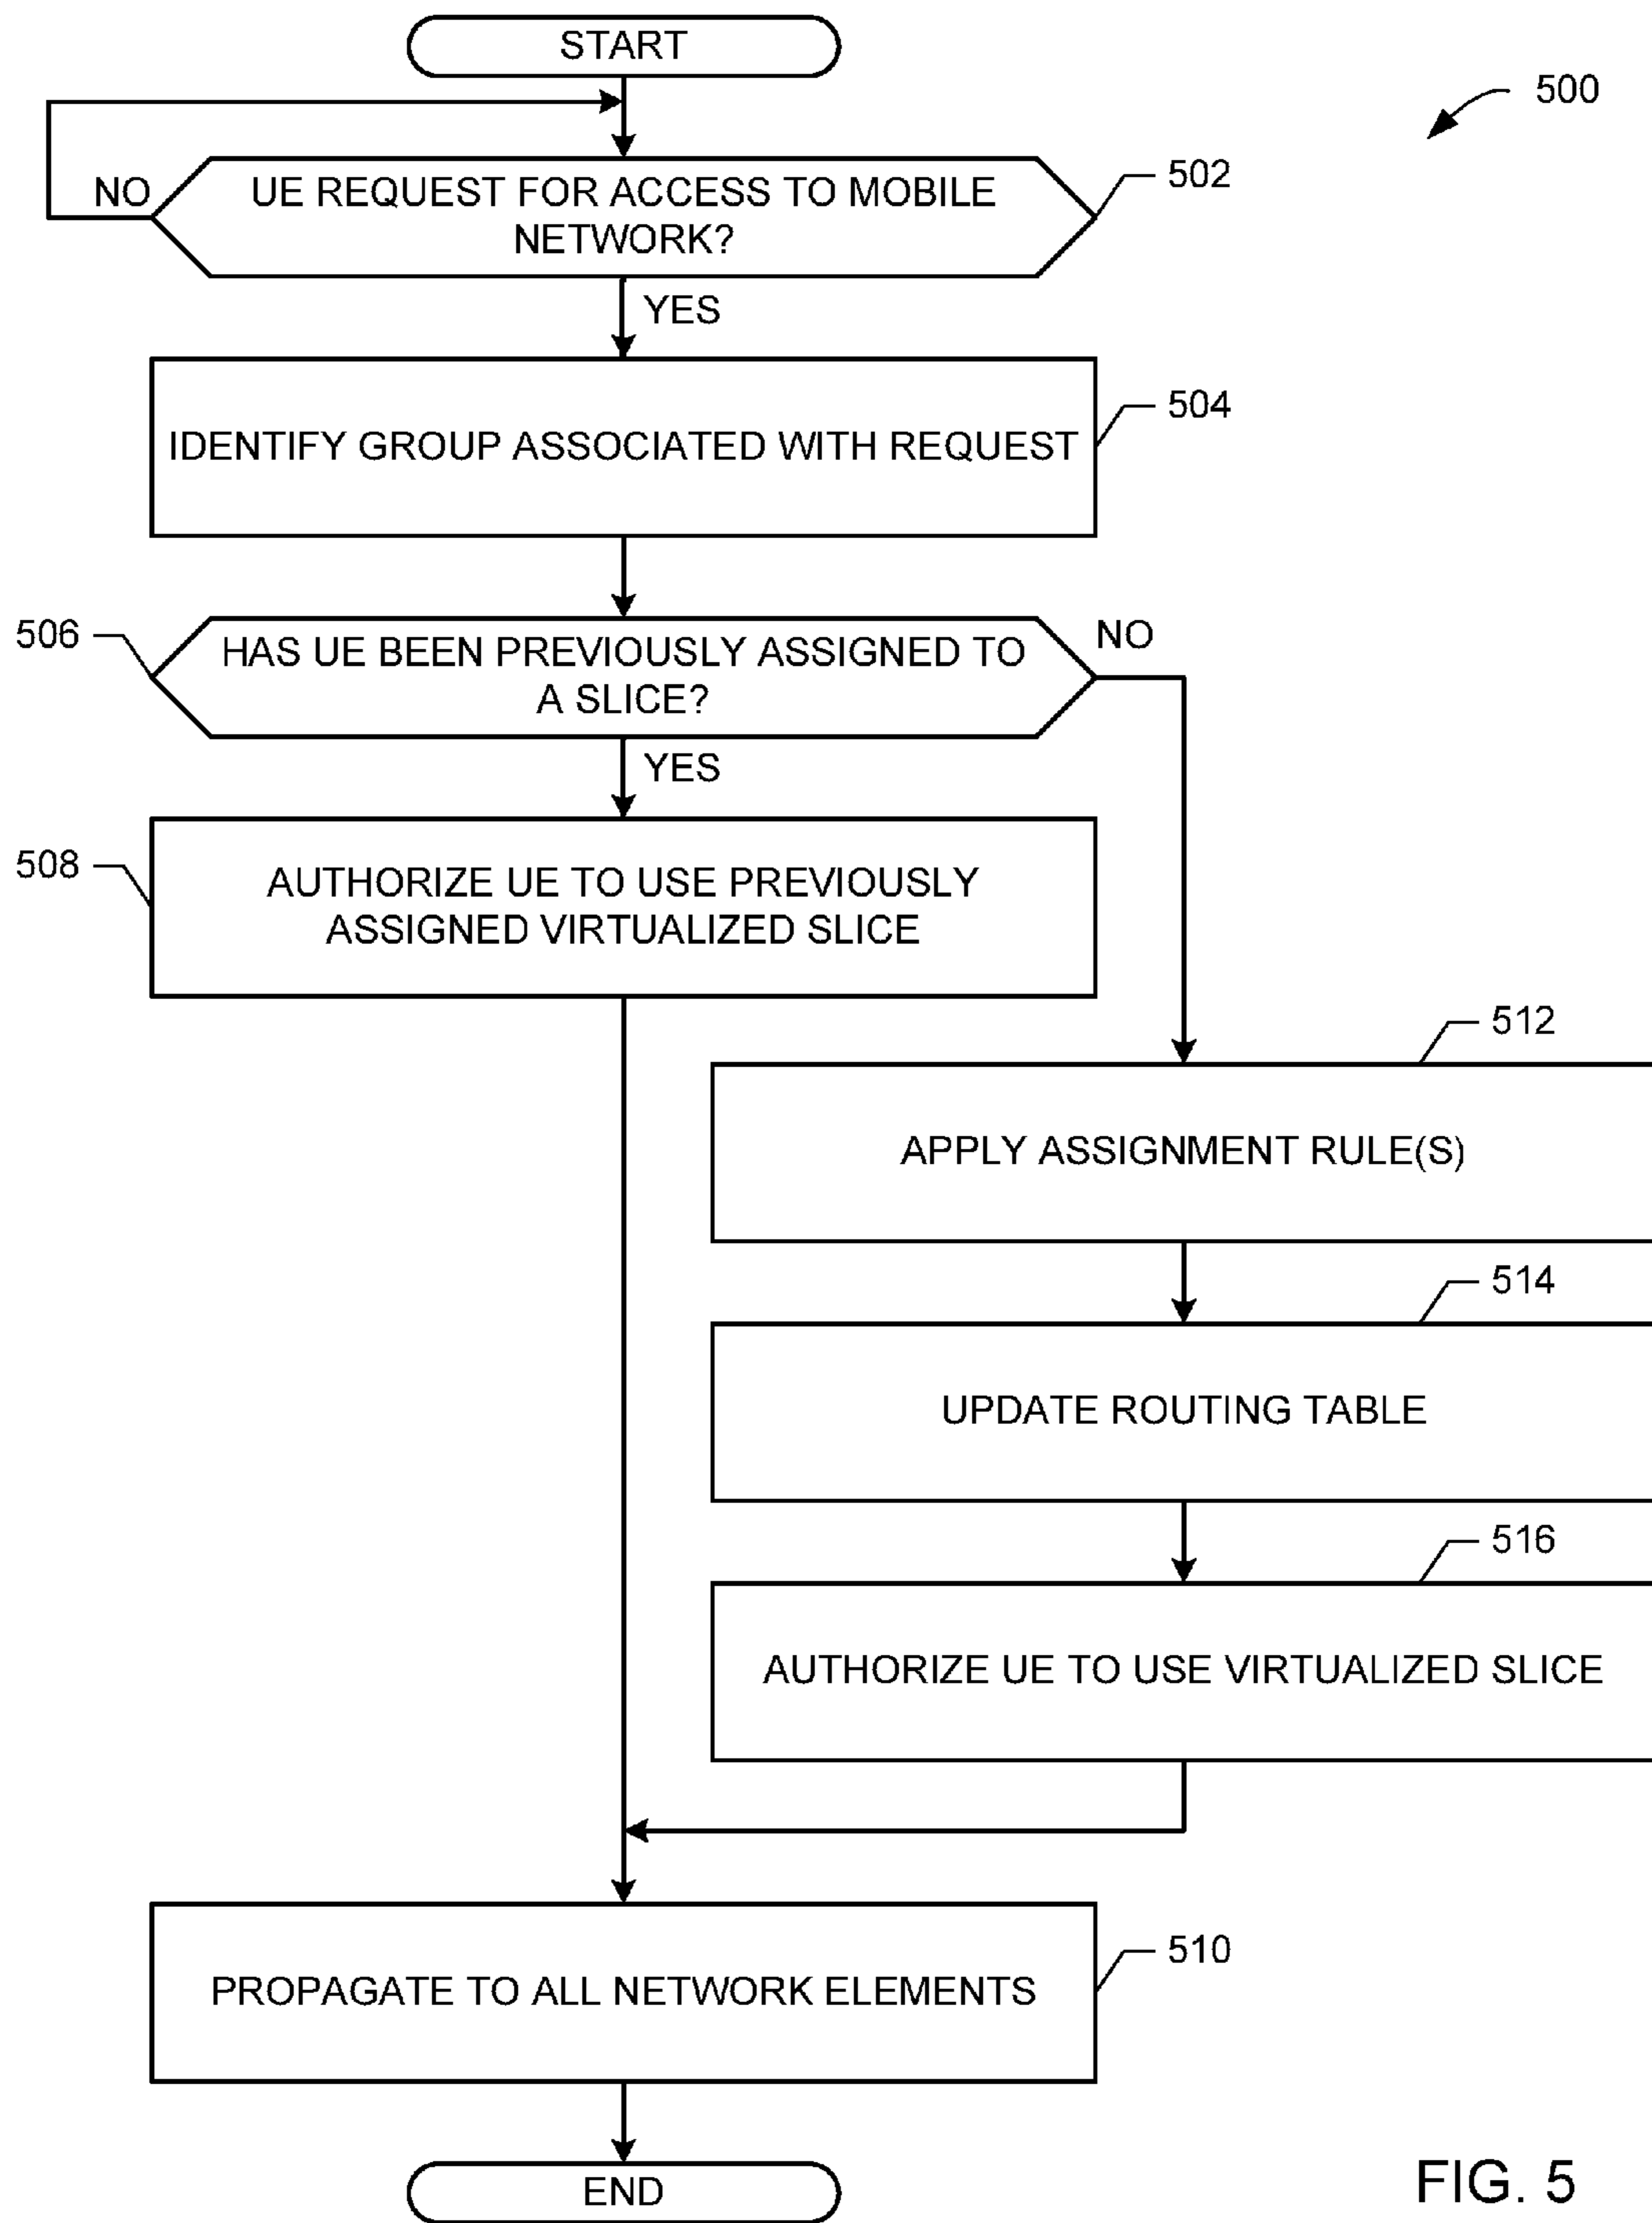 START
500
NO
UE REQUEST FOR ACCESS TO MOBILE
NETWORK?
502
YES
IDENTIFY GROUP ASSOCIATED WITH REQUEST
504
506
HAS UE BEEN PREVIOUSLY ASSIGNED TO
A SLICE?
NO
YES
508
AUTHORIZE UE TO USE PREVIOUSLY
ASSIGNED VIRTUALIZED SLICE
512
APPLY ASSIGNMENT RULE(S)
514
UPDATE ROUTING TABLE
516
AUTHORIZE UE TO USE VIRTUALIZED SLICE
510
PROPAGATE TO ALL NETWORK ELEMENTS
END
FIG. 5